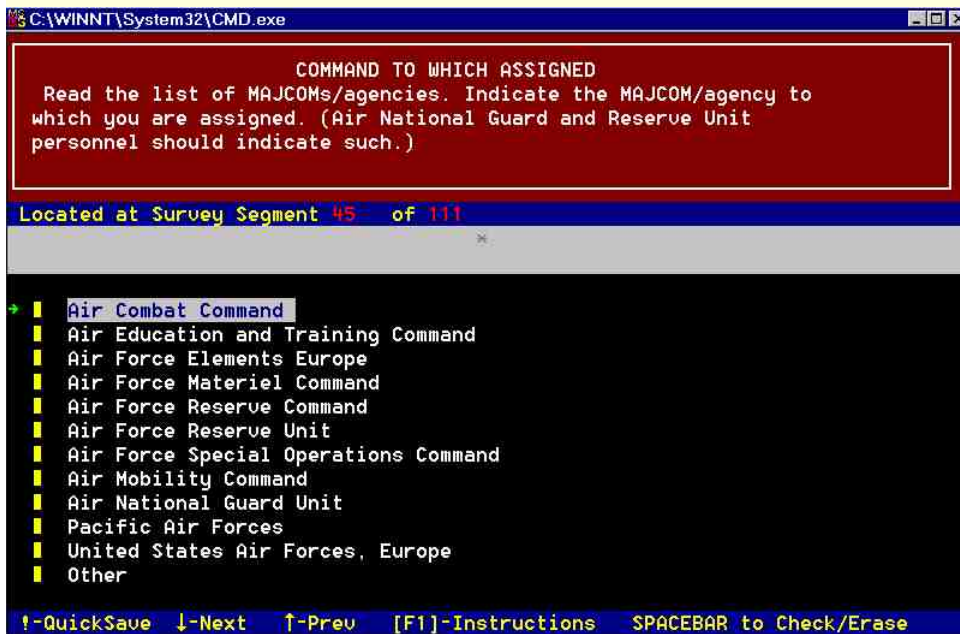 C:\WINNT\System32\CMD.exe
COMMAND TO WHICH ASSIGNED
Read the list of MAJCOMs/agencies. Indicate the MAJCOM/agency to
which you are assigned. (Air National Guard and Reserve Unit
personnel should indicate such.)
Located at Survey Segment 45 of 111
*
Air Combat Command
Air Education and Training Command
Air Force Elements Europe
Air Force Materiel Command
Air Force Reserve Command
Air Force Reserve Unit
Air Force Special Operations Command
Air Mobility Command
Air National Guard Unit
Pacific Air Forces
United States Air Forces, Europe
Other
!-QuickSave ↓-Next ↑-Prev [F1]-Instructions SPACEBAR to Check/Erase